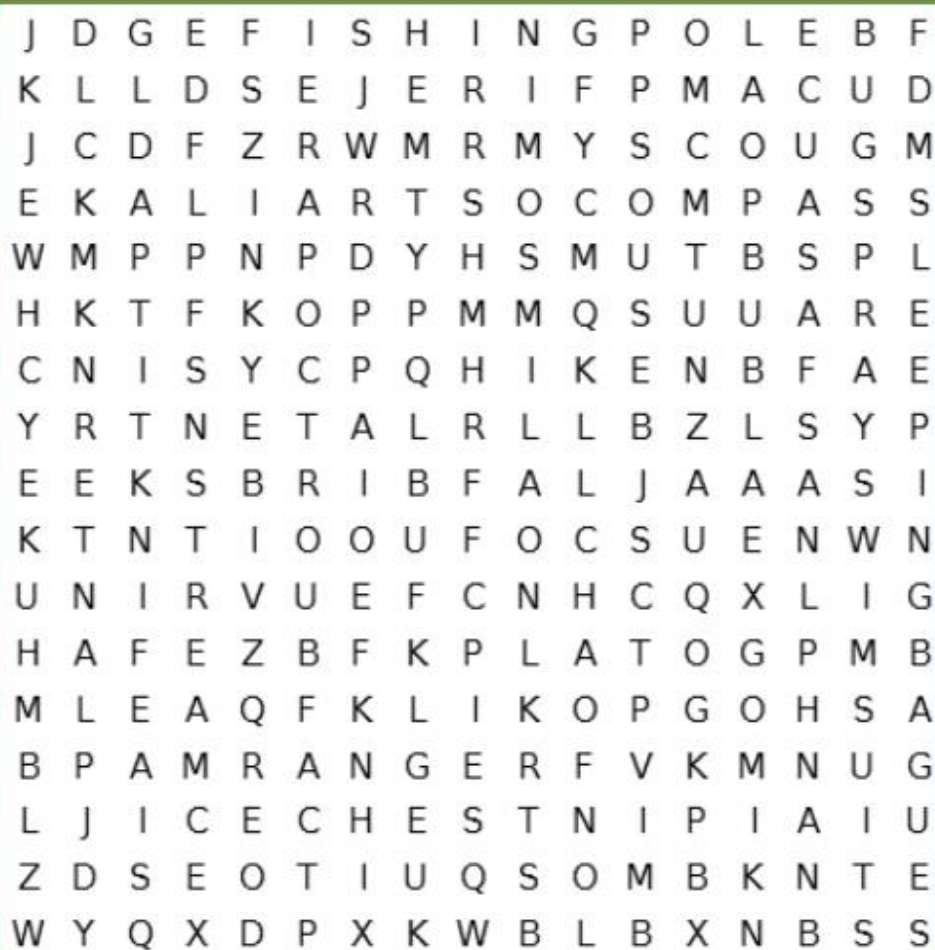 J D G E F I S H I N G P O L E B F
K L L D S E J E R I F P M A C U D
J C D F Z R W M R M Y S C O U G M
E K A L I A R T S O C O M P A S S
W M P P N P D Y H S M U T B S P L
H K T F K O P P M M Q S U U A R E
C N I S Y C P Q H I K E N B F A E
Y R T N E T A L R L L B Z L S Y P
E E K S B R I B F A L J A A A S I
K T N T I O O U F O C S U E N W N
U N I R V U E F C N H C Q X L I G
H A F E Z B F K P L A T O G P M B
M L E A Q F K L I K O P G O H S A
B P A M R A N G E R F V K M N U G
L J I C E C H E S T N I P I A I U
Z D S E O T I U Q S O M B K N T E
W Y Q X D P X K W B L B X N B S S